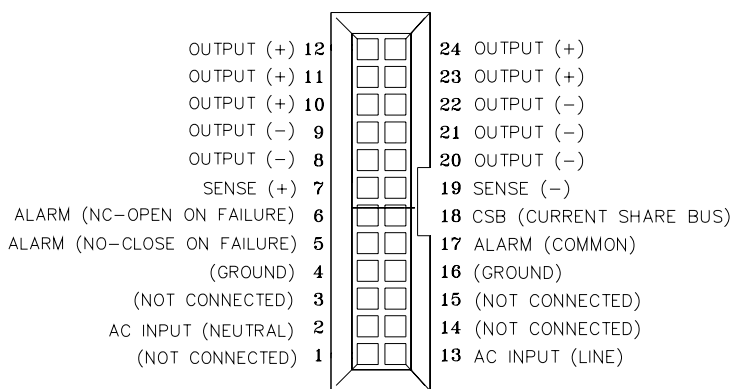 OUTPUT (+) 12 24 OUTPUT (+)
OUTPUT (+) 11 23 OUTPUT (+)
OUTPUT (+) 10 22 OUTPUT (−)
OUTPUT (−) 9 21 OUTPUT (−)
OUTPUT (−) 8 20 OUTPUT (−)
SENSE (+) 7 19 SENSE (−)
ALARM (NC−OPEN ON FAILURE) 6 18 CSB (CURRENT SHARE BUS)
ALARM (NO−CLOSE ON FAILURE) 5 17 ALARM (COMMON)
(GROUND) 4 16 (GROUND)
(NOT CONNECTED) 3 15 (NOT CONNECTED)
AC INPUT (NEUTRAL) 2 14 (NOT CONNECTED)
(NOT CONNECTED) 1 13 AC INPUT (LINE)